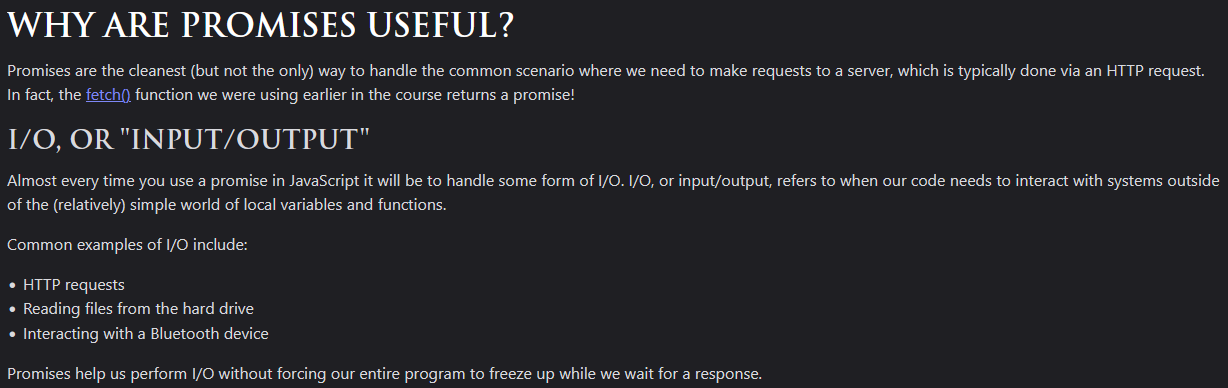 WHY ARE PROMISES USEFUL?
Promises are the cleanest (but not the only) way to handle the common scenario where we need to make requests to a server, which is typically done via an HTTP request.
In fact, the fetch() function we were using earlier in the course returns a promise!
I/O, OR "INPUT/OUTPUT"
Almost every time you use a promise in JavaScript it will be to handle some form of I/O. I/O, or input/output, refers to when our code needs to interact with systems outside
of the (relatively) simple world of local variables and functions.
Common examples of I/O include:
• HTTP requests
• Reading files from the hard drive
• Interacting with a Bluetooth device
Promises help us perform I/O without forcing our entire program to freeze up while we wait for a response.